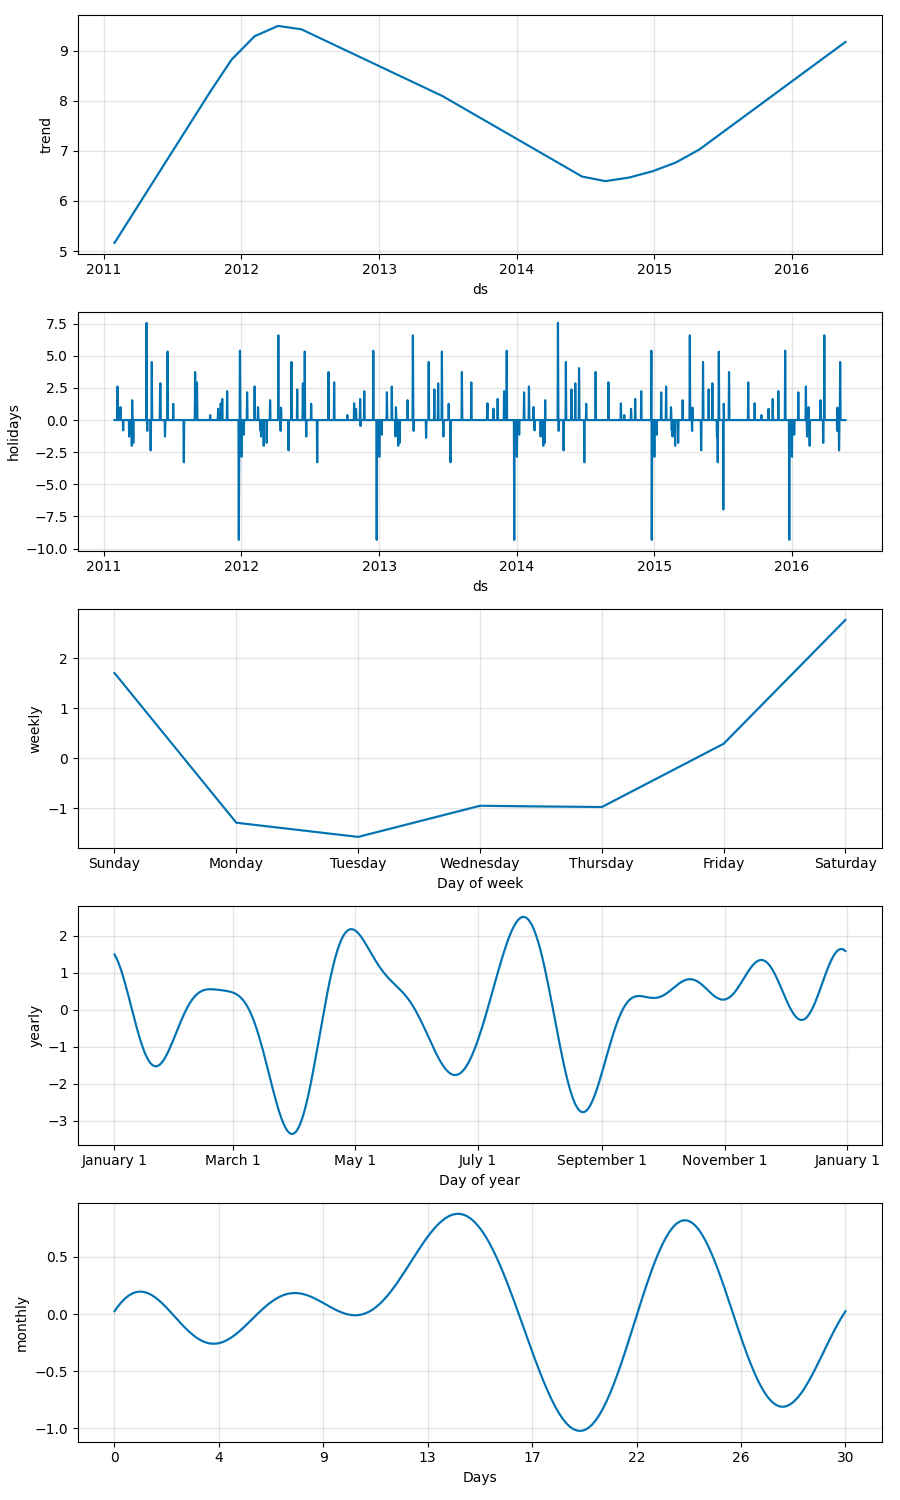 9
8
7
6
5
trend
2011 2012 2013 2014 2015 2016
ds
7.5
5.0
2.5
0.0
−2.5
−5.0
−7.5
−10.0
holidays
2011 2012 2013 2014 2015 2016
ds
2
1
0
−1
weekly
Sunday Monday Tuesday Wednesday Thursday Friday Saturday
Day of week
2
1
0
−1
−2
−3
yearly
January 1 March 1 May 1 July 1 September 1 November 1 January 1
Day of year
0.5
0.0
−0.5
−1.0
monthly
0 4 9 13 17 22 26 30
Days